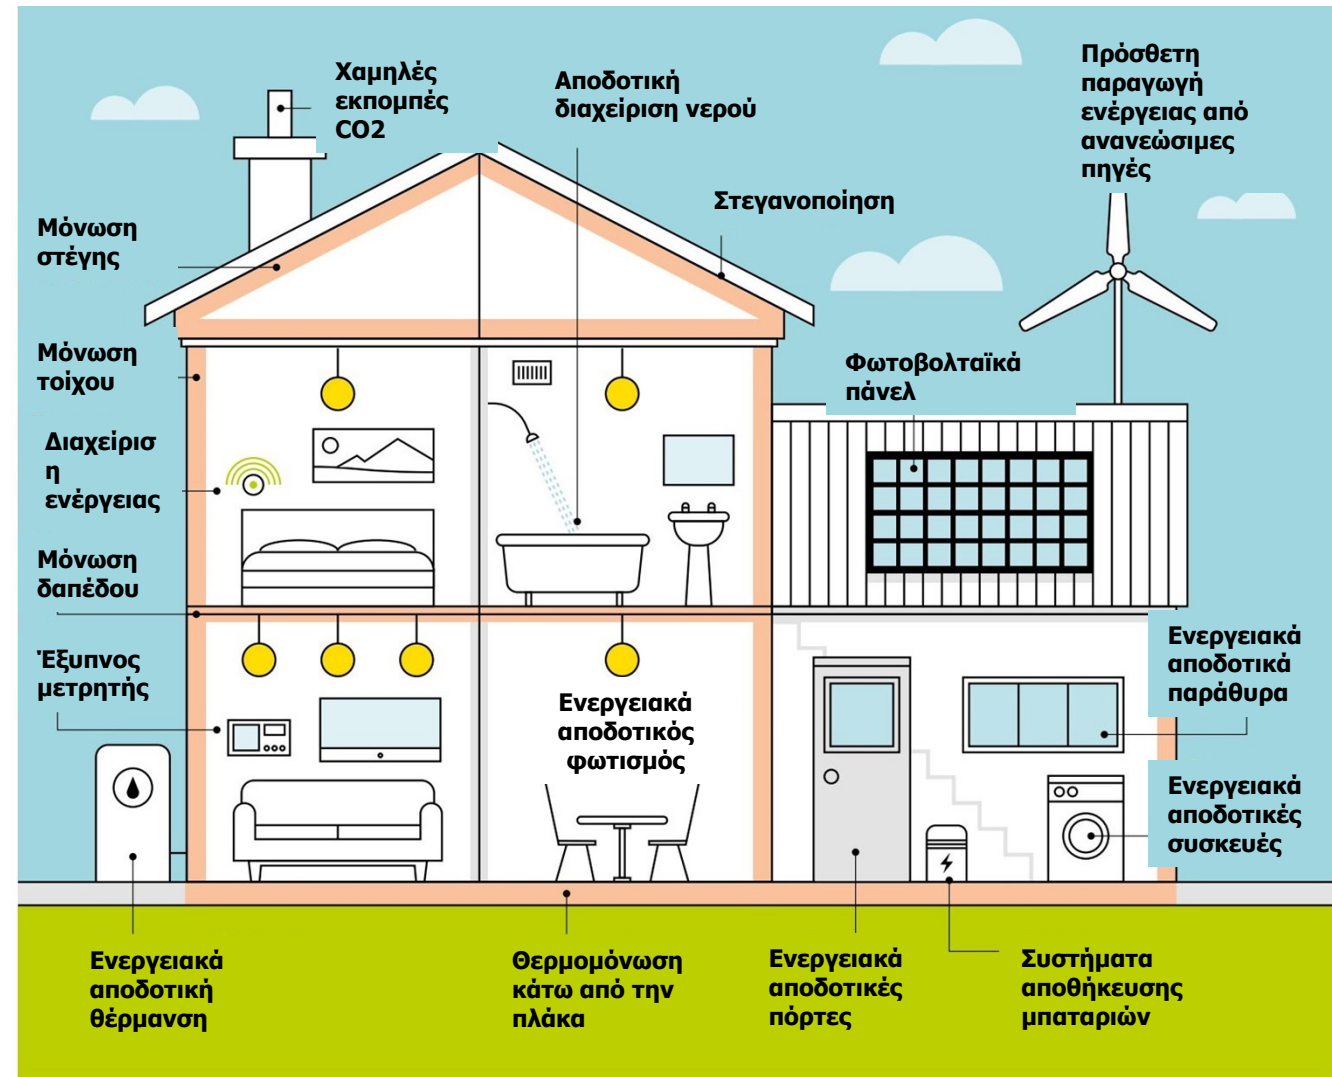 Χαμηλές
εκπομπές
CO2
Αποδοτική
διαχείριση νερού
Πρόσθετη
παραγωγή
ενέργειας από
ανανεώσιμες
πηγές
Στεγανοποίηση
Μόνωση
στέγης
Μόνωση
τοίχου
Φωτοβολταϊκά
πάνελ
Διαχείρισ
η
ενέργειας
Μόνωση
δαπέδου
Έξυπνος
μετρητής
Ενεργειακά
αποδοτικά
παράθυρα
Ενεργειακά
αποδοτικός
φωτισμός
Ενεργειακά
αποδοτικές
συσκευές
Ενεργειακά
αποδοτική
θέρμανση
Θερμομόνωση
κάτω από την
πλάκα
Ενεργειακά
αποδοτικές
πόρτες
Συστήματα
αποθήκευσης
μπαταριών